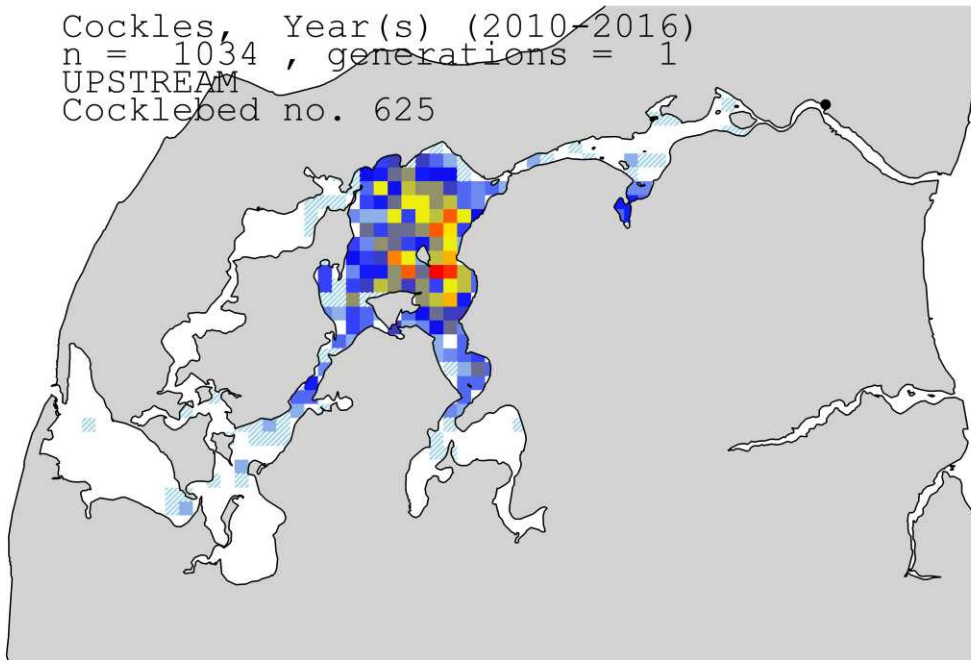 Cockles, Year(s) (2010-2016)
n = 1034 , generations = 1
UPSTREAM
Cocklebed no. 625